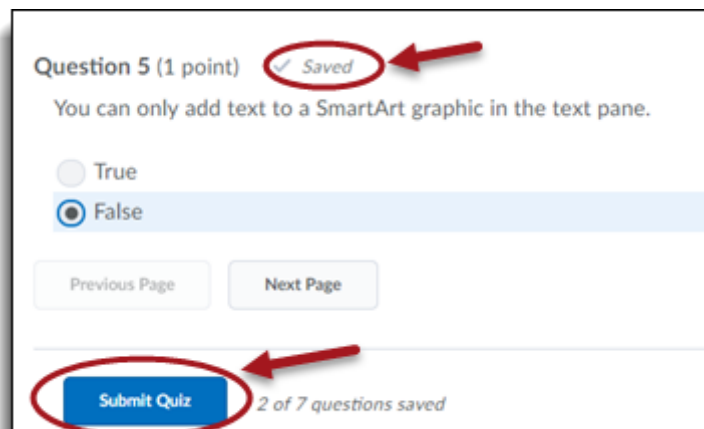 Question 5 (1 point) Saved
You can only add text to a SmartArt graphic in the text pane.
True
False
Previous Page Next Page
Submit Quiz 2 of 7 questions saved